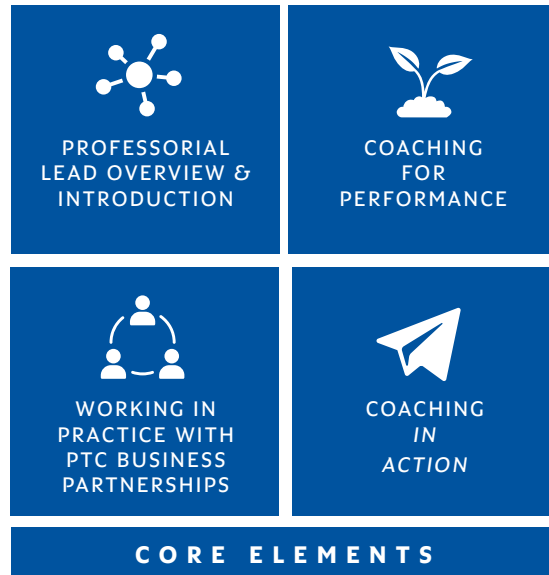 PROFESSORIAL
LEAD OVERVIEW &
INTRODUCTION
COACHING
FOR
PERFORMANCE
WORKING IN
PRACTICE WITH
PTC BUSINESS
PARTNERSHIPS
COACHING
IN
ACTION
CORE ELEMENTS